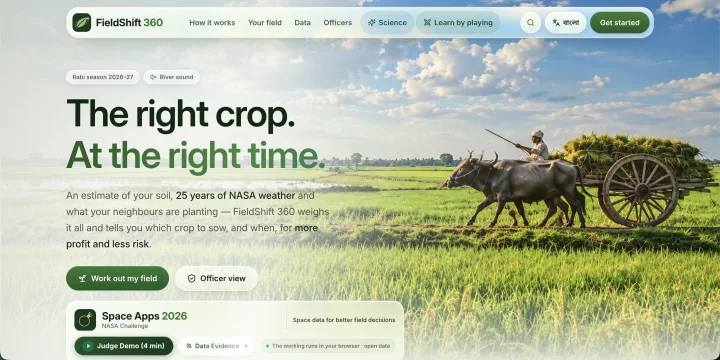 FieldShift 360
How it works
Your field
Data
Officers
Science
Learn by playing
বাংলা
Get started
Rabi season 2026–27
River sound
The right crop.
At the right time.
An estimate of your soil, 25 years of NASA weather and
what your neighbours are planting — FieldShift 360 weighs
it all and tells you which crop to sow, and when, for more
profit and less risk.
Work out my field
Officer view
Space Apps 2026
NASA Challenge
Space data for better field decisions
Judge Demo (4 min)
Data Evidence →
The working runs in your browser · open data